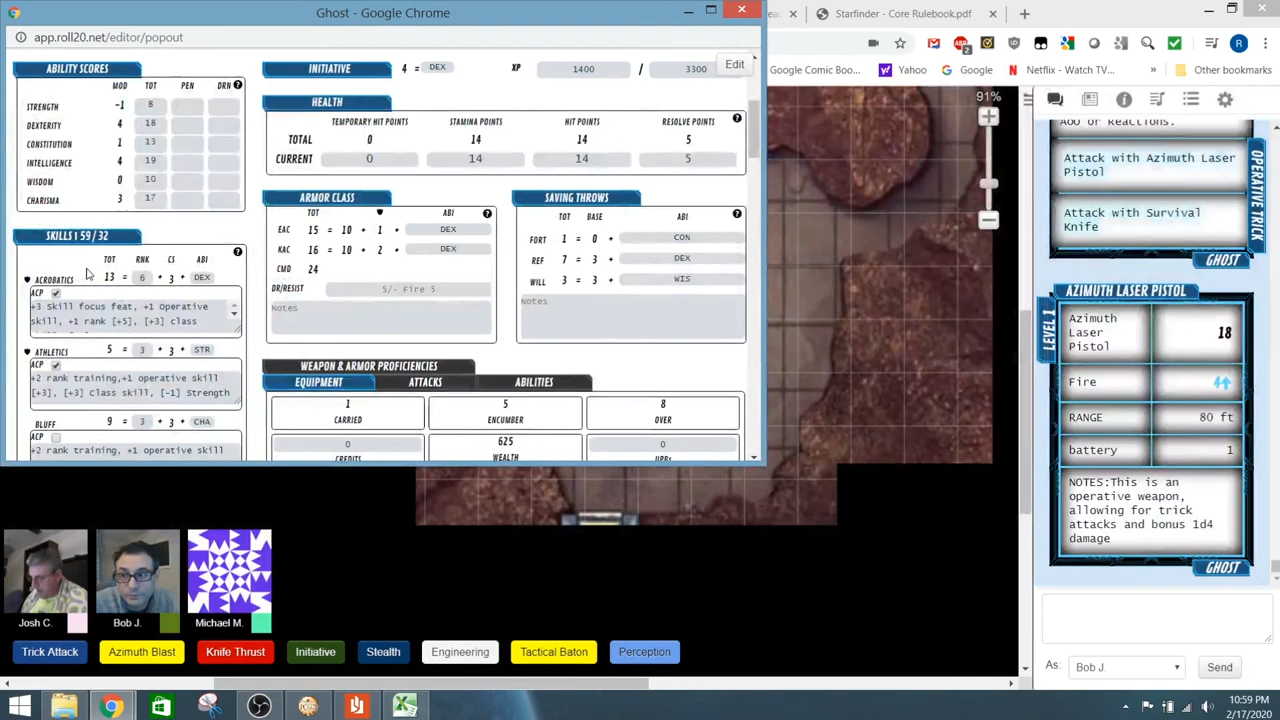 Ghost - Google Chrome
app.roll20.net/editor/popout
Starfinder - Core Rulebook.pdf
Google Comic Boo...
Yahoo
Google
Netflix - Watch TV...
Other bookmarks
ABILITY SCORES
MOD TOT PEN DRN
STRENGTH -1 8
DEXTERITY 4 18
CONSTITUTION 1 13
INTELLIGENCE 4 19
WISDOM 0 10
CHARISMA 3 17
SKILLS | 59 / 32
TOT RNK CS ABI
ACROBATICS 13 = 6 + 3 + DEX
ACP
+3 Skill focus feat, +1 Operative
skill, +1 rank [+5], [+3] class
ATHLETICS 5 = 3 + 3 + STR
ACP
+2 rank training,+1 operative skill
[+3], [+3] Class skill, [-1] Strength
BLUFF 9 = 3 + 3 + CHA
ACP
+2 rank training, +1 operative skill
INITIATIVE 4 = DEX XP 1400 / 3300
Edit
HEALTH
TEMPORARY HIT POINTS STAMINA POINTS HIT POINTS RESOLVE POINTS
TOTAL 0 14 14 5
CURRENT 0 14 14 5
ARMOR CLASS
TOT ABI
EAC 15 = 10 + 1 + DEX
KAC 16 = 10 + 2 + DEX
CMD 24
DR/RESIST 5/- Fire 5
Notes
SAVING THROWS
TOT BASE ABI
FORT 1 = 0 + CON
REF 7 = 3 + DEX
WILL 3 = 3 + WIS
Notes
WEAPON & ARMOR PROFICIENCIES
EQUIPMENT ATTACKS ABILITIES
1 5 8
CARRIED ENCUMBER OVER
0 625 0
CREDITS WEALTH UPBs
91%
AoO or Reactions.
Attack with Azimuth Laser
Pistol
Attack with Survival
Knife
OPERATIVE TRICK
GHOST
AZIMUTH LASER PISTOL
LEVEL 1
Azimuth
Laser
Pistol
18
Fire
RANGE 80 ft
battery 1
NOTES:This is an
operative weapon,
allowing for trick
attacks and bonus 1d4
damage
GHOST
Josh C.
Bob J.
Michael M.
Trick Attack
Azimuth Blast
Knife Thrust
Initiative
Stealth
Engineering
Tactical Baton
Perception
As: Bob J. Send
10:59 PM
2/17/2020